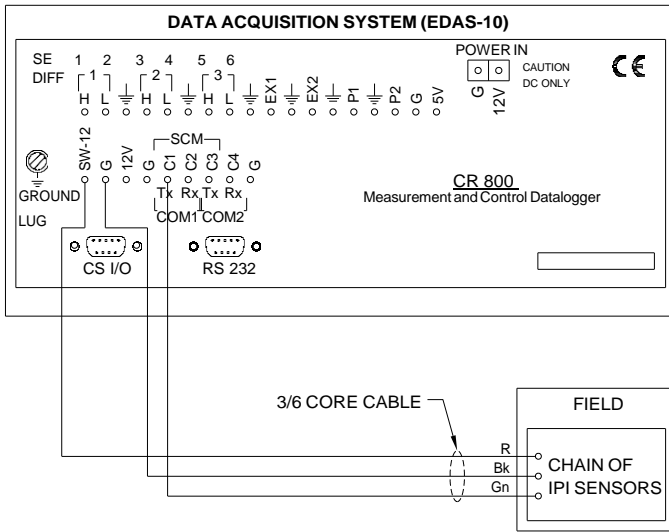 DATA ACQUISITION SYSTEM (EDAS-10)
SE 1 2 3 4 5 6
DIFF 1 2 3
H L H L H L EX1 EX2 P1 P2 G 5V
POWER IN
G 12V
CAUTION
DC ONLY
CE
SCM
SW-12 G 12V G C1 C2 C3 C4 G
Tx Rx Tx Rx
COM1 COM2
GROUND
LUG
CR 800
Measurement and Control Datalogger
CS I/O
RS 232
3/6 CORE CABLE
FIELD
R
Bk
Gn
CHAIN OF
IPI SENSORS